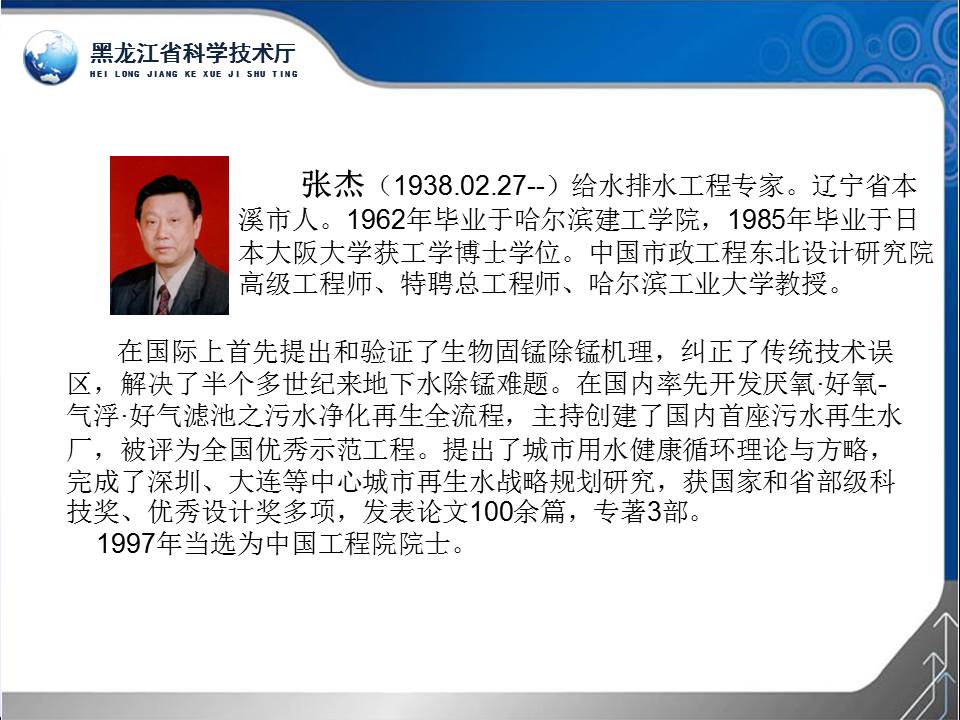 黑龙江省科学技术厅
HEI LONG JIANG KE XUE JI SHU TING
张杰（1938.02.27--）给水排水工程专家。辽宁省本
溪市人。1962年毕业于哈尔滨建工学院，1985年毕业于日
本大阪大学获工学博士学位。中国市政工程东北设计研究院
高级工程师、特聘总工程师、哈尔滨工业大学教授。
在国际上首先提出和验证了生物固锰除锰机理，纠正了传统技术误
区，解决了半个多世纪来地下水除锰难题。在国内率先开发厌氧·好氧-
气浮·好气滤池之污水净化再生全流程，主持创建了国内首座污水再生水
厂，被评为全国优秀示范工程。提出了城市用水健康循环理论与方略，
完成了深圳、大连等中心城市再生水战略规划研究，获国家和省部级科
技奖、优秀设计奖多项，发表论文100余篇，专著3部。
1997年当选为中国工程院院士。